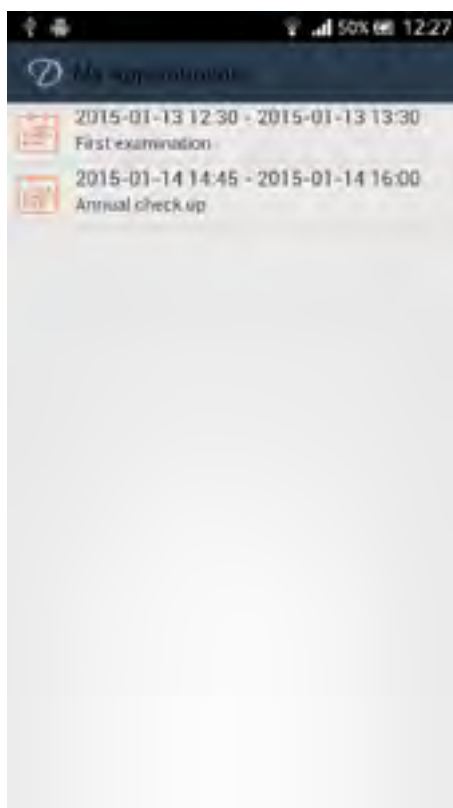 50% 12:27
My appointments
2015-01-13 12:30 - 2015-01-13 13:30
First examination
2015-01-14 14:45 - 2015-01-14 16:00
Annual check up